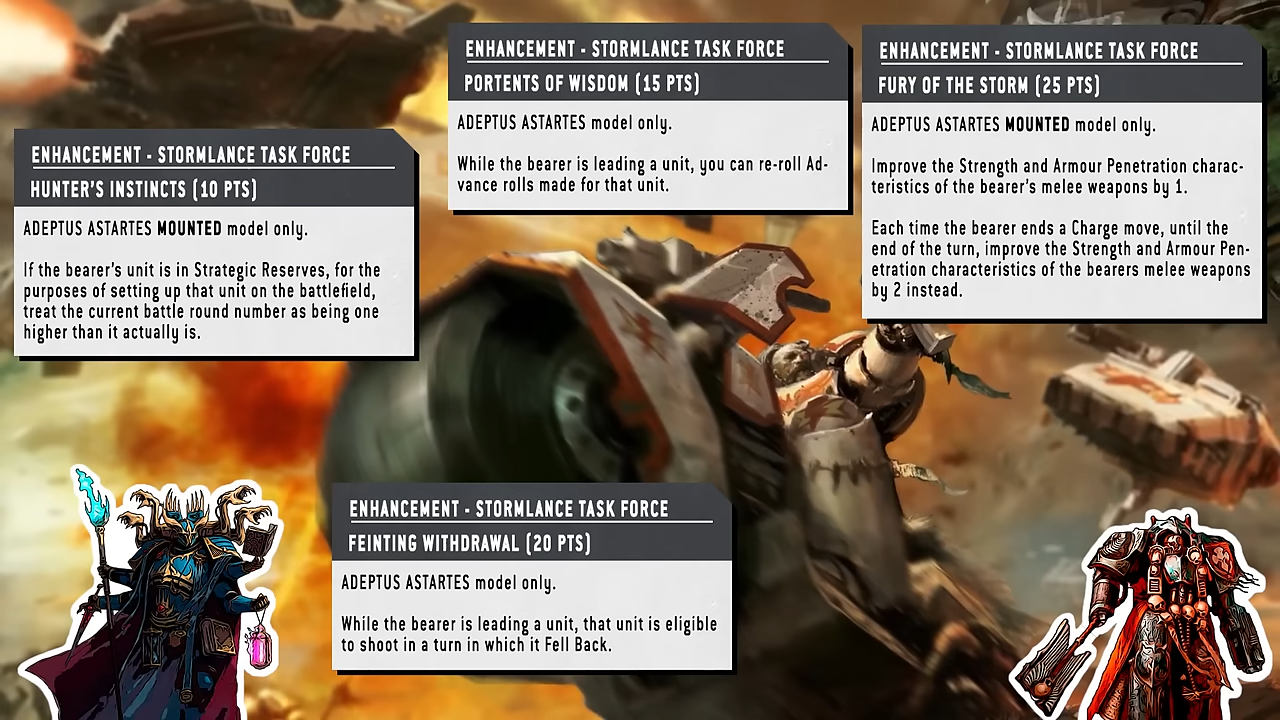 ENHANCEMENT - STORMLANCE TASK FORCE
HUNTER'S INSTINCTS (10 PTS)
ADEPTUS ASTARTES MOUNTED model only.
If the bearer's unit is in Strategic Reserves, for the
purposes of setting up that unit on the battlefield,
treat the current battle round number as being one
higher than it actually is.
ENHANCEMENT - STORMLANCE TASK FORCE
PORTENTS OF WISDOM (15 PTS)
ADEPTUS ASTARTES model only.
While the bearer is leading a unit, you can re-roll Ad-
vance rolls made for that unit.
ENHANCEMENT - STORMLANCE TASK FORCE
FURY OF THE STORM (25 PTS)
ADEPTUS ASTARTES MOUNTED model only.
Improve the Strength and Armour Penetration charac-
teristics of the bearer's melee weapons by 1.
Each time the bearer ends a Charge move, until the
end of the turn, improve the Strength and Armour Pen-
etration characteristics of the bearers melee weapons
by 2 instead.
ENHANCEMENT - STORMLANCE TASK FORCE
FEINTING WITHDRAWAL (20 PTS)
ADEPTUS ASTARTES model only.
While the bearer is leading a unit, that unit is eligible
to shoot in a turn in which it Fell Back.